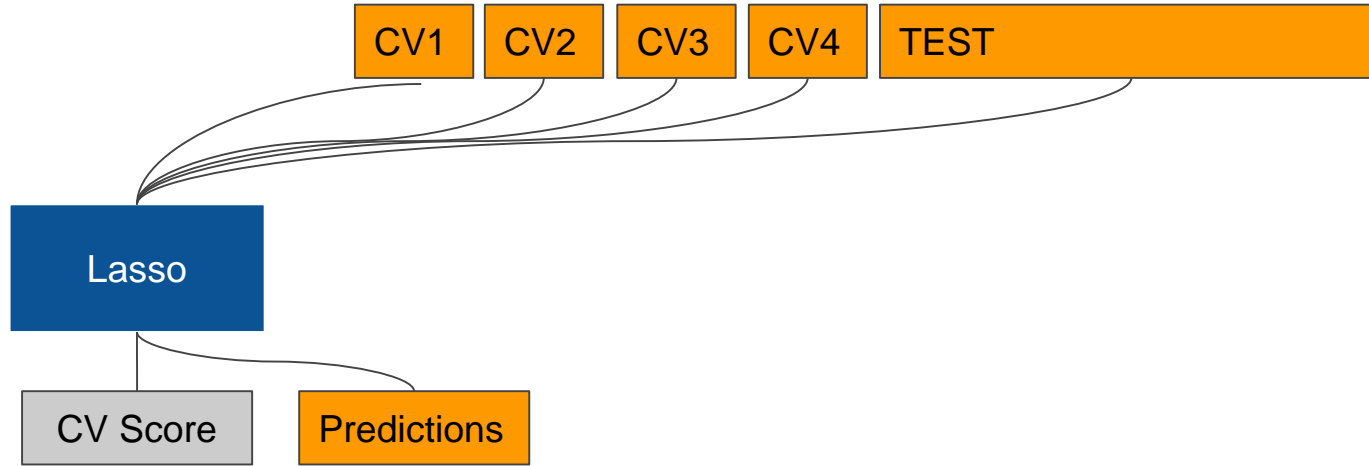 CV1
CV2
CV3
CV4
TEST
Lasso
CV Score
Predictions